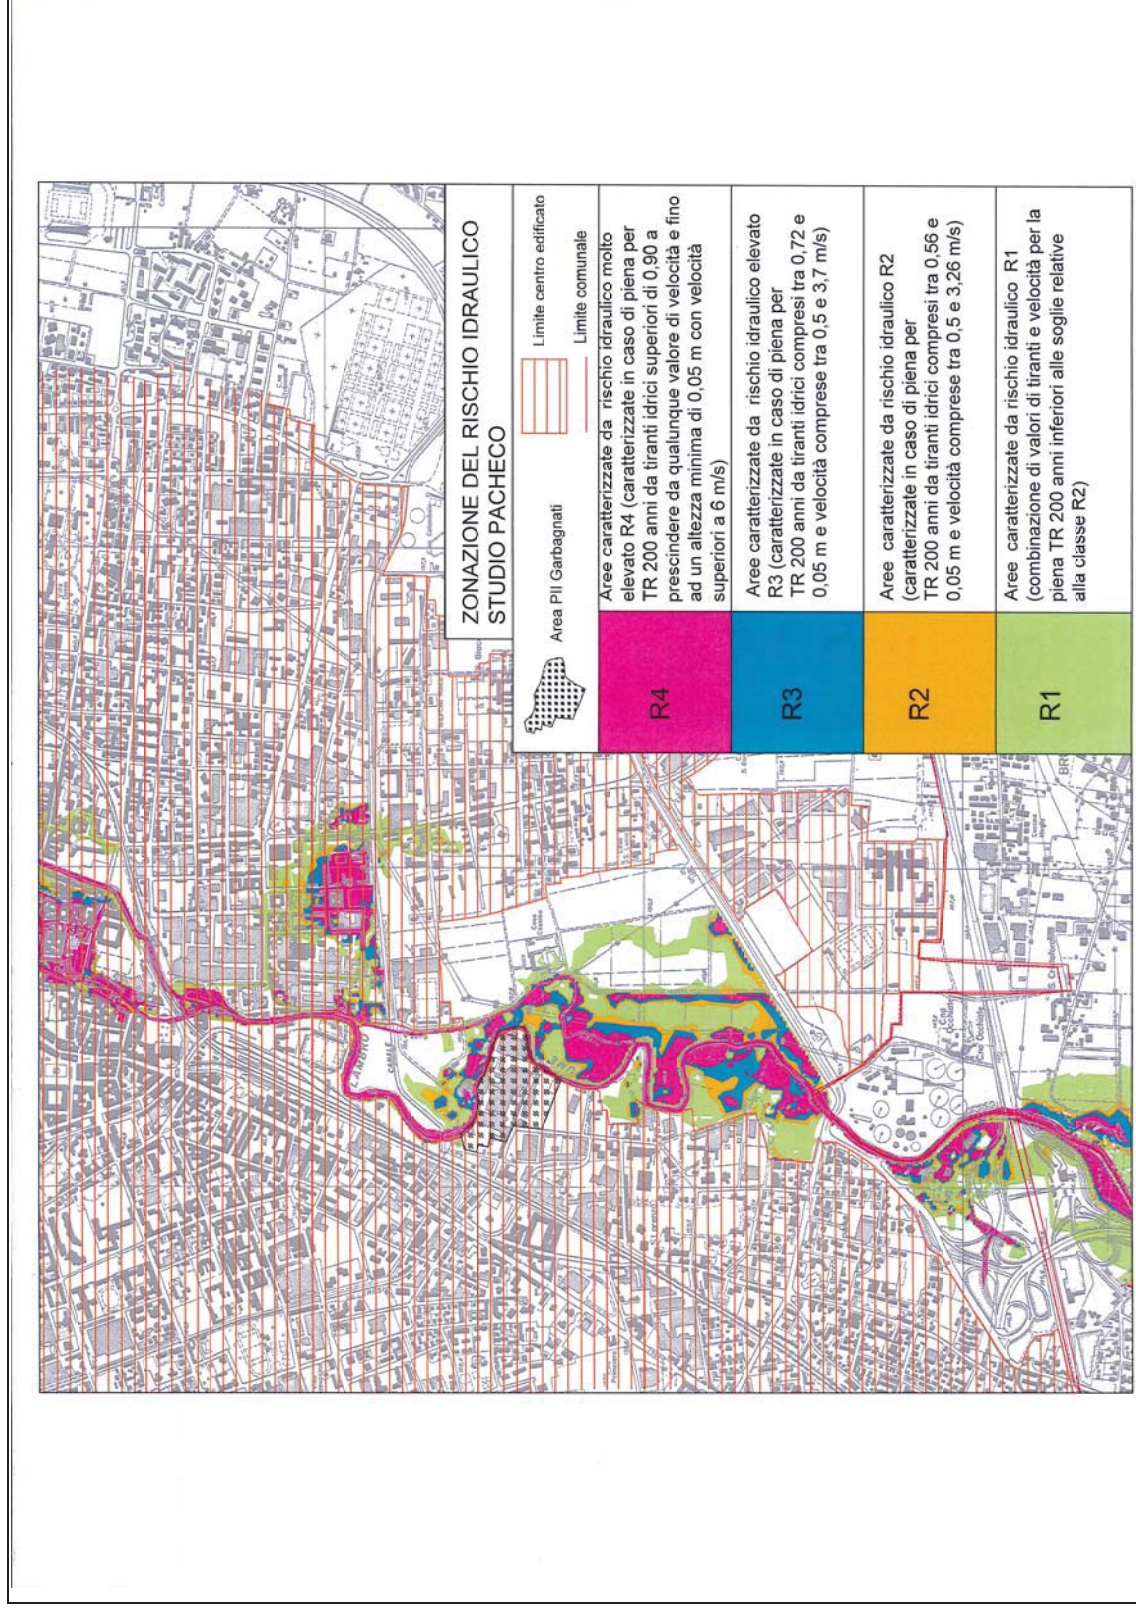 ZONAZIONE DEL RISCHIO IDRAULICO
STUDIO PACHECO
Area PII Garbagnati
Limite centro edificato
Limite comunale
R4
Aree caratterizzate da rischio idraulico molto
elevato R4 (caratterizzate in caso di piena per
TR 200 anni da tiranti idrici superiori di 0,90 a
prescindere da qualunque valore di velocità e fino
ad un altezza minima di 0,05 m con velocità
superiori a 6 m/s)
R3
Aree caratterizzate da rischio idraulico elevato
R3 (caratterizzate in caso di piena per
TR 200 anni da tiranti idrici compresi tra 0,72 e
0,05 m e velocità comprese tra 0,5 e 3,7 m/s)
R2
Aree caratterizzate da rischio idraulico R2
(caratterizzate in caso di piena per
TR 200 anni da tiranti idrici compresi tra 0,56 e
0,05 m e velocità comprese tra 0,5 e 3,26 m/s)
R1
Aree caratterizzate da rischio idraulico R1
(combinazione di valori di tiranti e velocità per la
piena TR 200 anni inferiori alle soglie relative
alla classe R2)
LAMBRO
CANALE